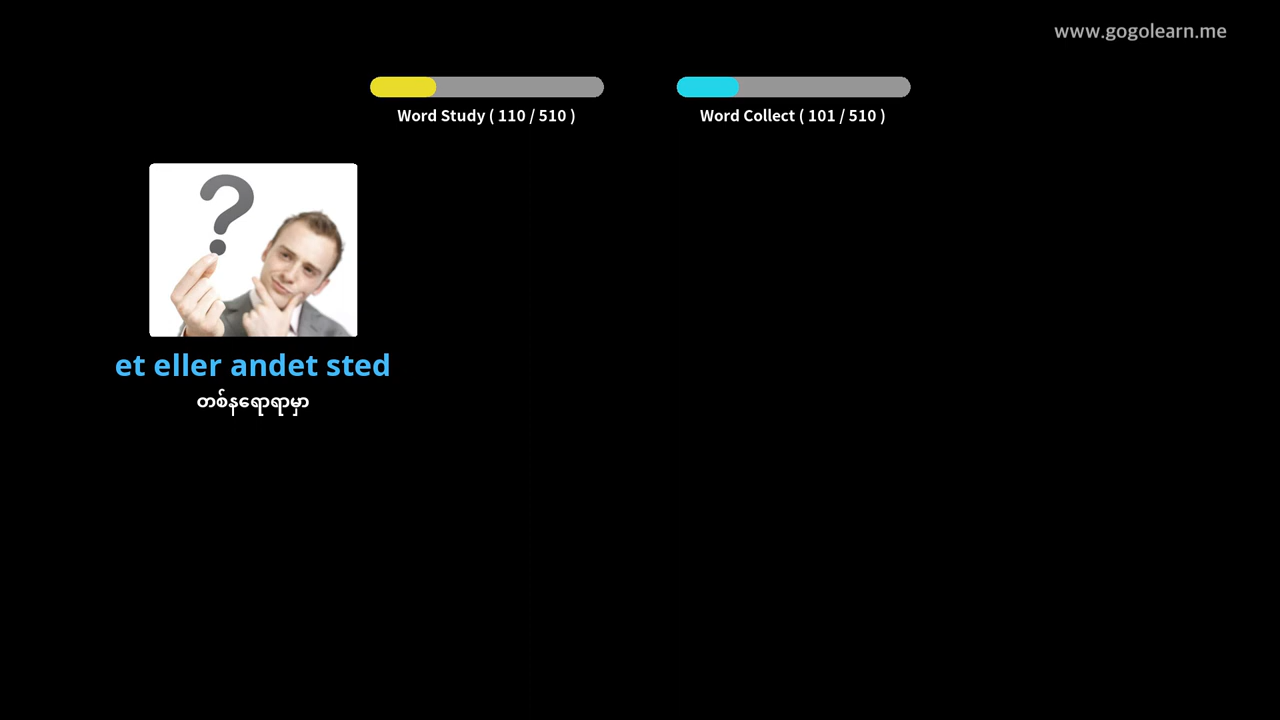 www.gogolearn.me
Word Study ( 110 / 510 )
Word Collect ( 101 / 510 )
?
et eller andet sted
တစ်နေရာရာမှာ